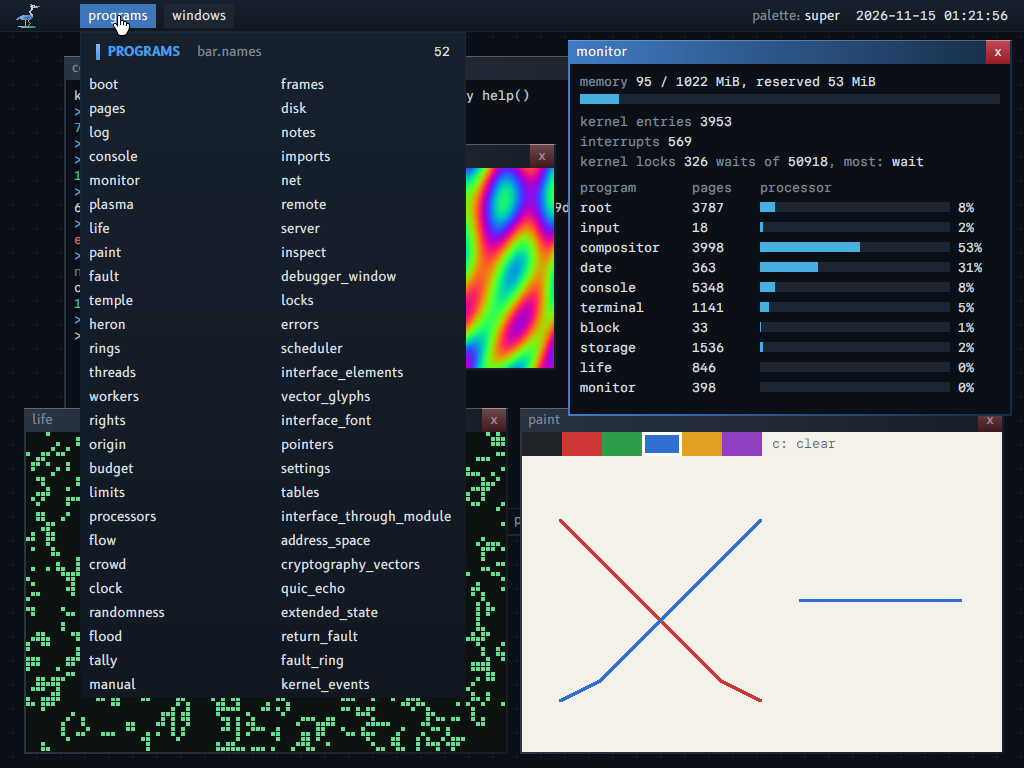 programs windows palette: super 2026-11-15 01:21:56
PROGRAMS bar.names 52
boot frames
pages disk
log notes
console imports
monitor net
plasma remote
life server
paint inspect
fault debugger_window
temple locks
heron errors
rings scheduler
threads interface_elements
workers vector_glyphs
rights interface_font
origin pointers
budget settings
limits tables
processors interface_through_module
flow address_space
crowd cryptography_vectors
clock quic_echo
randomness extended_state
flood return_fault
tally fault_ring
manual kernel_events
y help()
x
9d
monitor x
memory 95 / 1022 MiB, reserved 53 MiB
kernel entries 3953
interrupts 569
kernel locks 326 waits of 50918, most: wait
program pages processor
root 3787 8%
input 18 2%
compositor 3998 53%
date 363 31%
console 5348 8%
terminal 1141 5%
block 33 1%
storage 1536 2%
life 846 0%
monitor 398 0%
life x
paint x
c: clear